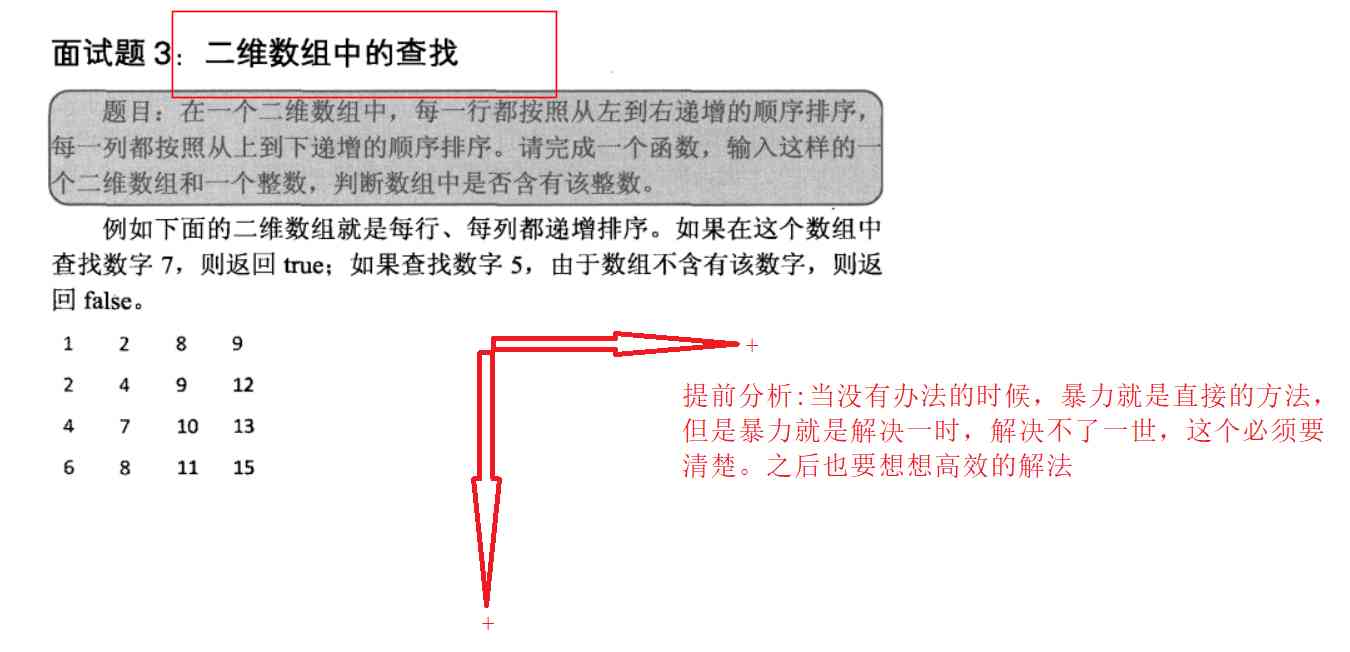 面试题 3：二维数组中的查找
题目：在一个二维数组中，每一行都按照从左到右递增的顺序排序，
每一列都按照从上到下递增的顺序排序。请完成一个函数，输入这样的一
个二维数组和一个整数，判断数组中是否含有该整数。
例如下面的二维数组就是每行、每列都递增排序。如果在这个数组中
查找数字 7，则返回 true；如果查找数字 5，由于数组不含有该数字，则返
回 false。
1 2 8 9
2 4 9 12
4 7 10 13
6 8 11 15
+
提前分析:当没有办法的时候，暴力就是直接的方法，
但是暴力就是解决一时，解决不了一世，这个必须要
清楚。之后也要想想高效的解法
+